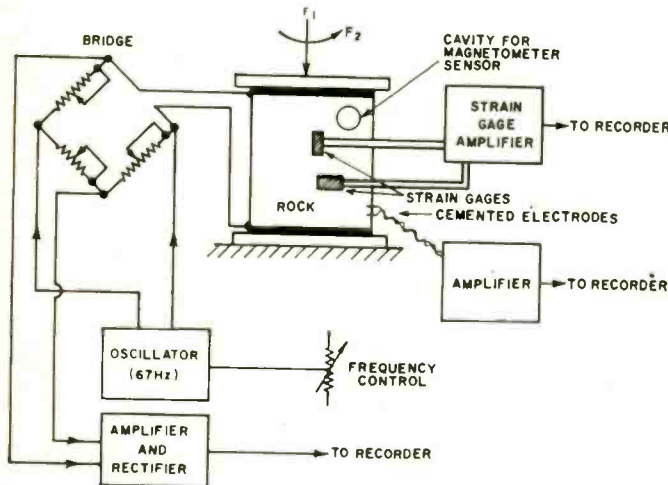 F1
F2
BRIDGE
CAVITY FOR
MAGNETOMETER
SENSOR
STRAIN
GAGE
AMPLIFIER
TO RECORDER
STRAIN GAGES
ROCK
CEMENTED ELECTRODES
AMPLIFIER
TO RECORDER
OSCILLATOR
(67Hz)
FREQUENCY
CONTROL
AMPLIFIER
AND
RECTIFIER
TO RECORDER